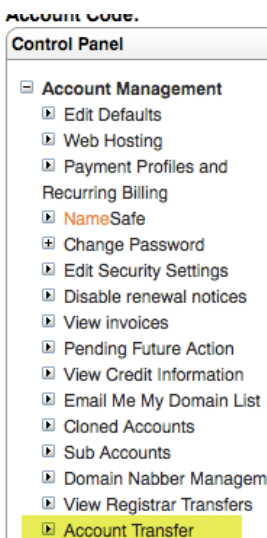 Account Code:
Control Panel
Account Management
Edit Defaults
Web Hosting
Payment Profiles and
Recurring Billing
NameSafe
Change Password
Edit Security Settings
Disable renewal notices
View invoices
Pending Future Action
View Credit Information
Email Me My Domain List
Cloned Accounts
Sub Accounts
Domain Nabber Managem
View Registrar Transfers
Account Transfer